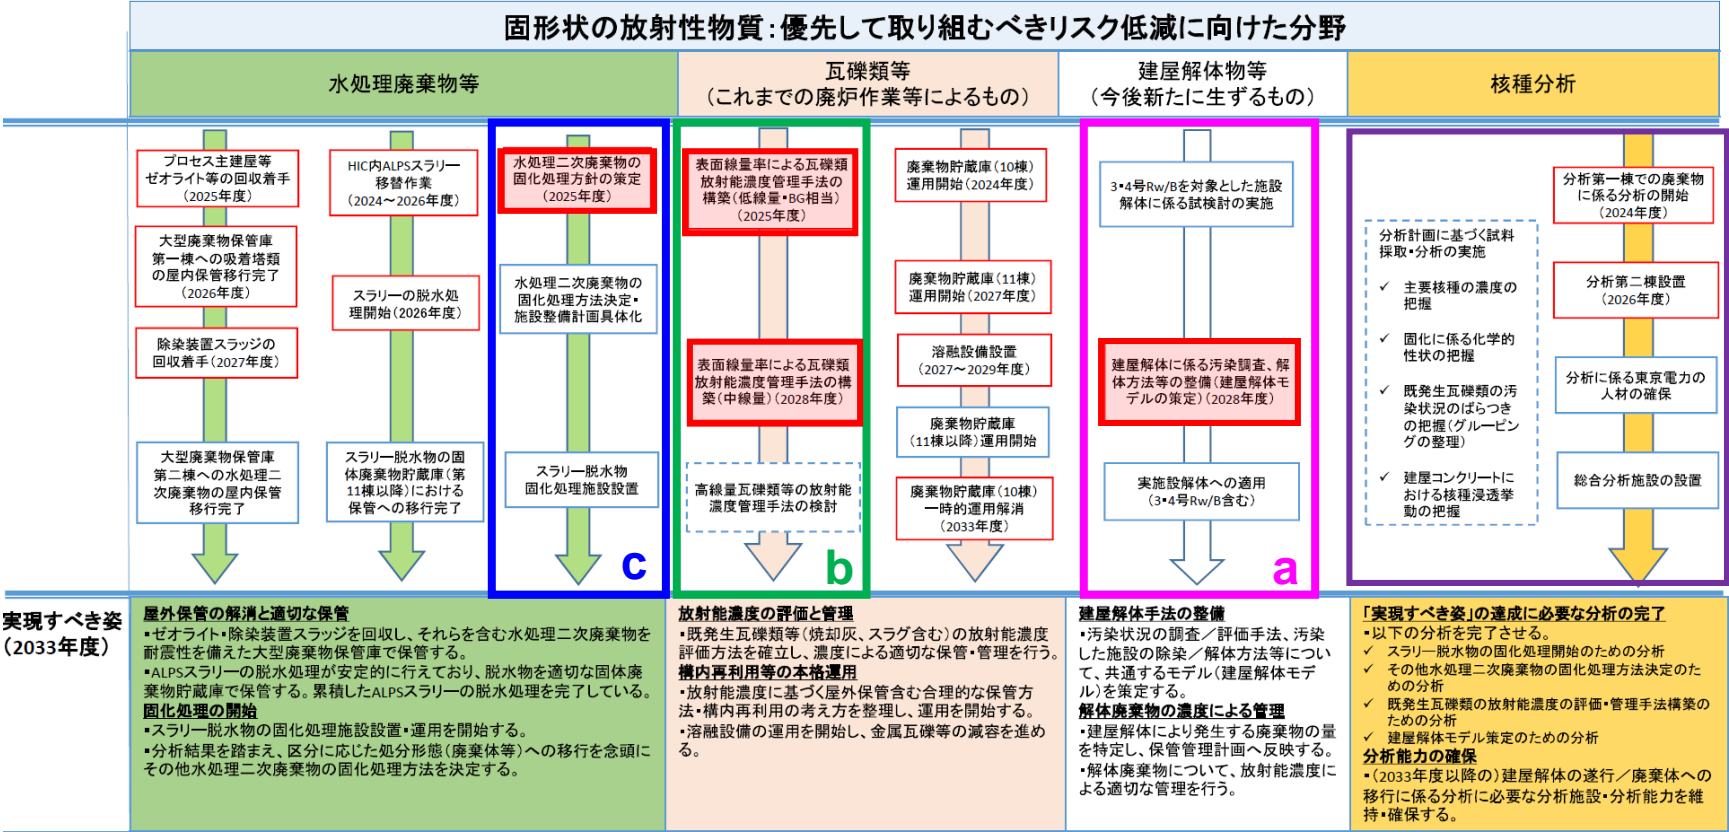 固形状の放射性物質：優先して取り組むべきリスク低減に向けた分野
水処理廃棄物等
瓦礫類等
（これまでの廃炉作業等によるもの）
建屋解体物等
（今後新たに生ずるもの）
核種分析
プロセス主建屋等
ゼオライト等の回収着手
（2025年度）
大型廃棄物保管庫
第一棟への吸着塔類
の屋内保管移行完了
（2026年度）
除染装置スラッジの
回収着手（2027年度）
大型廃棄物保管庫
第二棟への水処理二
次廃棄物の屋内保管
移行完了
HIC内ALPSスラリー
移替作業
（2024～2026年度）
スラリーの脱水処
理開始（2026年度）
スラリー脱水物の固
体廃棄物貯蔵庫（第
11棟以降）における
保管への移行完了
水処理二次廃棄物の
固化処理方針の策定
（2025年度）
水処理二次廃棄物の
固化処理方法決定・
施設整備計画具体化
スラリー脱水物
固化処理施設設置
c
表面線量率による瓦礫類
放射能濃度管理手法の
構築（低線量・BG相当）
（2025年度）
表面線量率による瓦礫類
放射能濃度管理手法の構
築（中線量）（2028年度）
高線量瓦礫類等の放射能
濃度管理手法の検討
b
廃棄物貯蔵庫（10棟）
運用開始（2024年度）
廃棄物貯蔵庫（11棟）
運用開始（2027年度）
溶融設備設置
（2027～2029年度）
廃棄物貯蔵庫
（11棟以降）運用開始
廃棄物貯蔵庫（10棟）
一時的運用解消
（2033年度）
3・4号Rw/Bを対象とした施設
解体に係る試検討の実施
建屋解体に係る汚染調査、解
体方法等の整備（建屋解体モ
デルの策定）（2028年度）
実施設解体への適用
（3・4号Rw/B含む）
a
分析計画に基づく試料
採取・分析の実施
✓ 主要核種の濃度の
把握
✓ 固化に係る化学的
性状の把握
✓ 既発生瓦礫類の汚
染状況のばらつき
の把握（グルーピン
グの整理）
✓ 建屋コンクリートに
おける核種浸透挙
動の把握
分析第一棟での廃棄物
に係る分析の開始
（2024年度）
分析第二棟設置
（2026年度）
分析に係る東京電力の
人材の確保
総合分析施設の設置
実現すべき姿
（2033年度）
屋外保管の解消と適切な保管
・ゼオライト・除染装置スラッジを回収し、それらを含む水処理二次廃棄物を
耐震性を備えた大型廃棄物保管庫で保管する。
・ALPSスラリーの脱水処理が安定的に行えており、脱水物を適切な固体廃
棄物貯蔵庫で保管する。累積したALPSスラリーの脱水処理を完了している。
固化処理の開始
・スラリー脱水物の固化処理施設設置・運用を開始する。
・分析結果を踏まえ、区分に応じた処分形態（廃棄体等）への移行を念頭に
その他水処理二次廃棄物の固化処理方法を決定する。
放射能濃度の評価と管理
・既発生瓦礫類等（焼却灰、スラグ含む）の放射能濃度
評価方法を確立し、濃度による適切な保管・管理を行う。
構内再利用等の本格運用
・放射能濃度に基づく屋外保管含む合理的な保管方
法・構内再利用の考え方を整理し、運用を開始する。
・溶融設備の運用を開始し、金属瓦礫等の減容を進め
る。
建屋解体手法の整備
・汚染状況の調査／評価手法、汚染
した施設の除染／解体方法等につい
て、共通するモデル（建屋解体モデ
ル）を策定する。
解体廃棄物の濃度による管理
・建屋解体により発生する廃棄物の量
を特定し、保管管理計画へ反映する。
・解体廃棄物について、放射能濃度に
よる適切な管理を行う。
「実現すべき姿」の達成に必要な分析の完了
・以下の分析を完了させる。
✓ スラリー脱水物の固化処理開始のための分析
✓ その他水処理二次廃棄物の固化処理方法決定のた
めの分析
✓ 既発生瓦礫類の放射能濃度の評価・管理手法構築の
ための分析
✓ 建屋解体モデル策定のための分析
分析能力の確保
・（2033年度以降の）建屋解体の遂行／廃棄体への
移行に係る分析に必要な分析施設・分析能力を維
持・確保する。